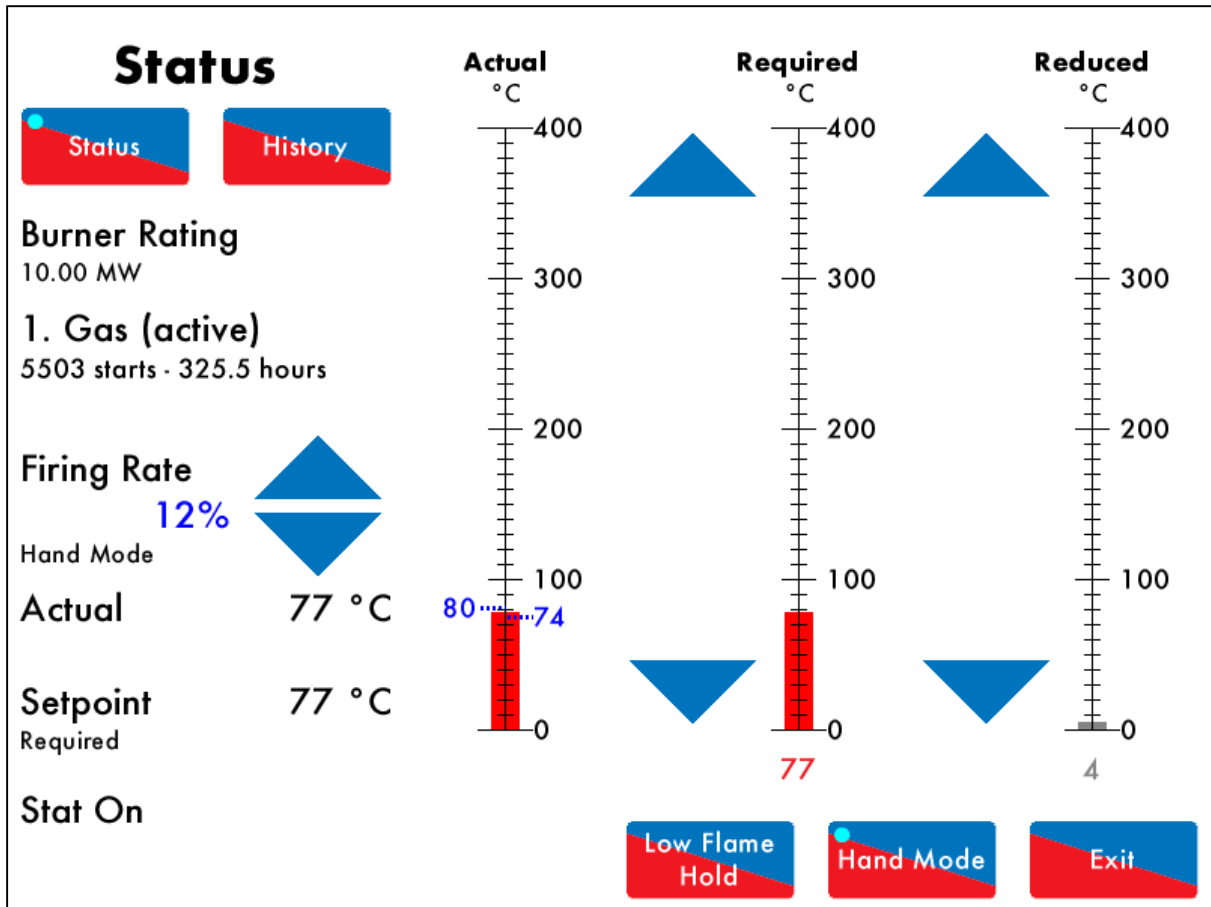 Status
Status
History
Burner Rating
10.00 MW
1. Gas (active)
5503 starts - 325.5 hours
Firing Rate
12%
Hand Mode
Actual 77 °C
Setpoint 77 °C
Required
Stat On
Actual
°C
400
300
200
100
80
74
0
Required
°C
400
300
200
100
0
77
Reduced
°C
400
300
200
100
0
4
Low Flame
Hold
Hand Mode
Exit